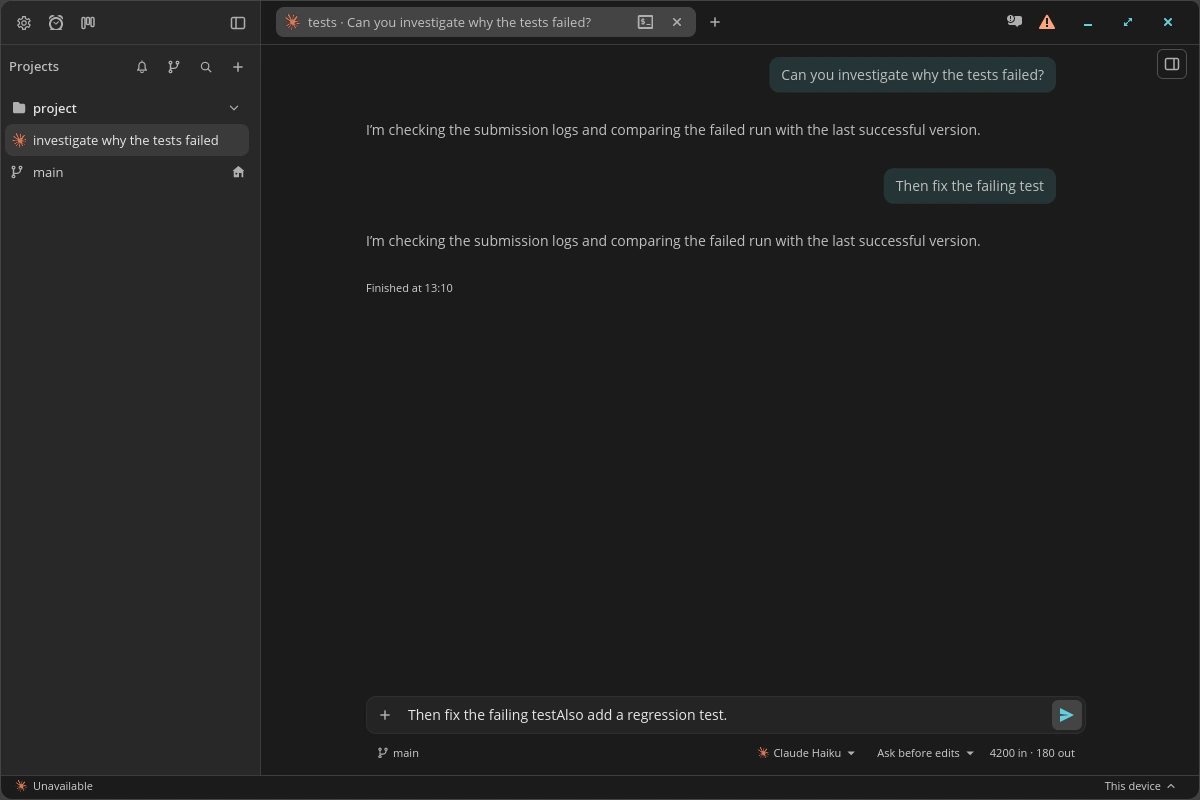 tests · Can you investigate why the tests failed?
Projects
project
investigate why the tests failed
main
Can you investigate why the tests failed?
I'm checking the submission logs and comparing the failed run with the last successful version.
Then fix the failing test
I'm checking the submission logs and comparing the failed run with the last successful version.
Finished at 13:10
Then fix the failing testAlso add a regression test.
main
Claude Haiku
Ask before edits
4200 in · 180 out
Unavailable
This device